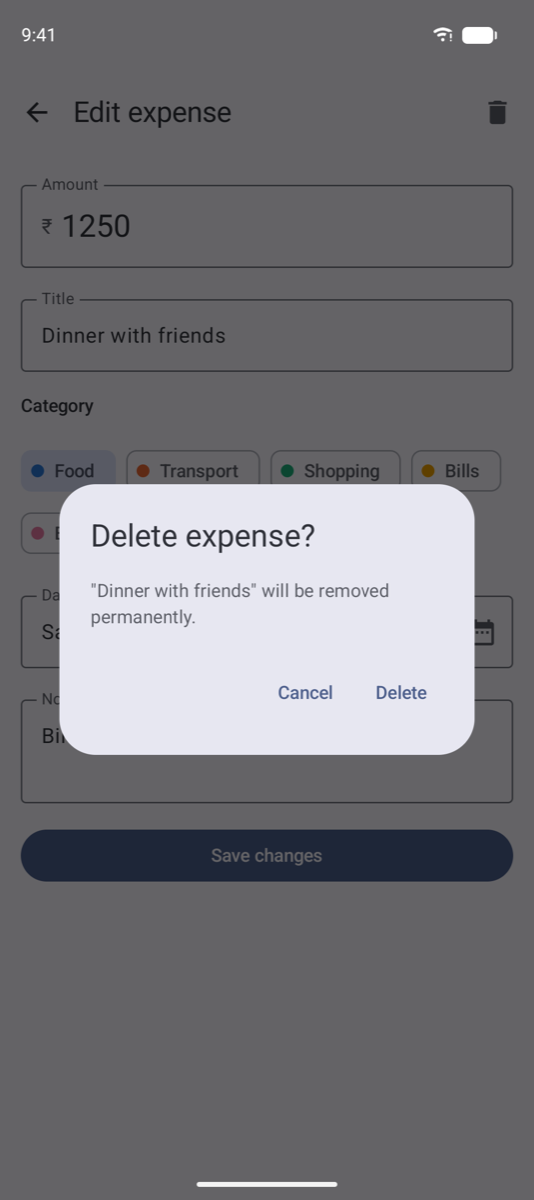 9:41
Edit expense
Amount
₹ 1250
Title
Dinner with friends
Category
Food Transport Shopping Bills
Delete expense?
"Dinner with friends" will be removed
permanently.
Cancel Delete
Save changes